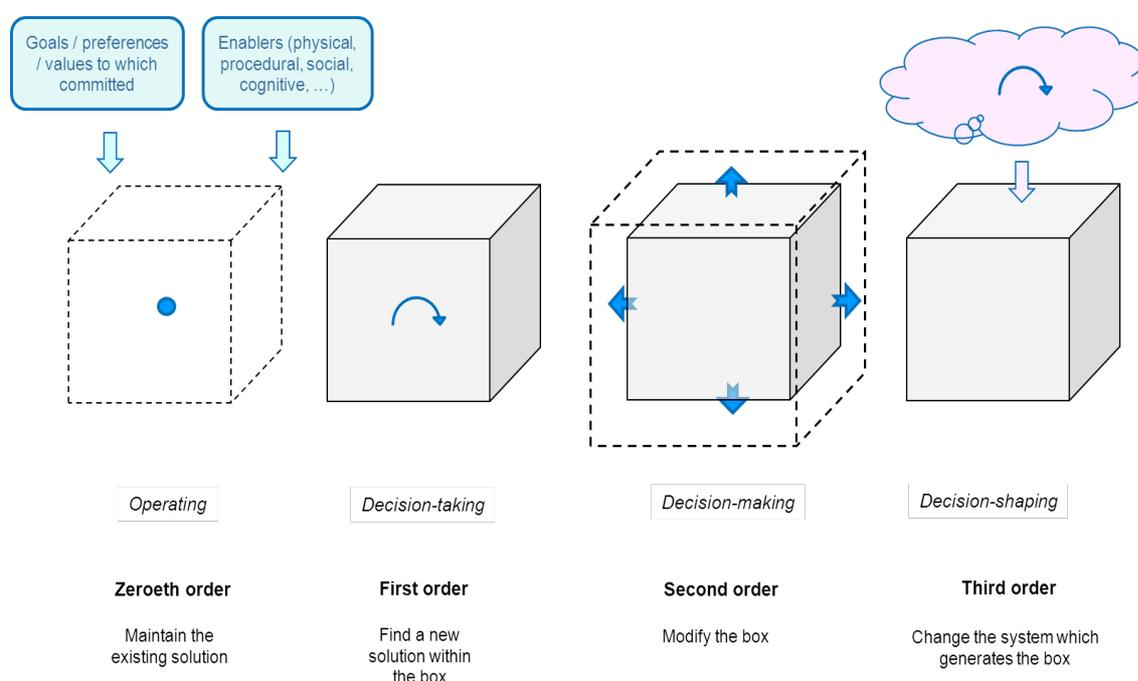 Goals / preferences
/ values to which
committed
Enablers (physical,
procedural, social,
cognitive, …)
Operating
Decision-taking
Decision-making
Decision-shaping
Zeroeth order
First order
Second order
Third order
Maintain the
existing solution
Find a new
solution within
the box
Modify the box
Change the system which
generates the box